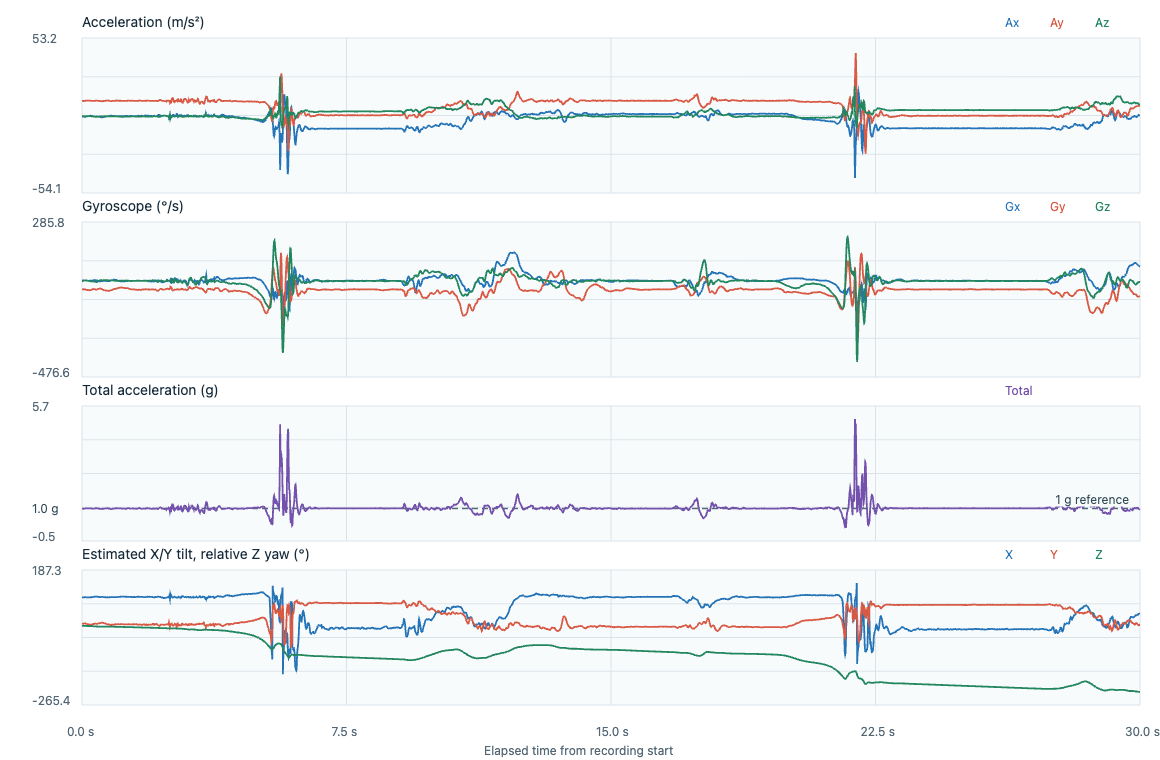 Acceleration (m/s²) Ax Ay Az
53.2
-54.1
Gyroscope (°/s) Gx Gy Gz
285.8
-476.6
Total acceleration (g) Total
5.7
1 g reference
1.0 g
-0.5
Estimated X/Y tilt, relative Z yaw (°) X Y Z
187.3
-265.4
0.0 s 7.5 s 15.0 s 22.5 s 30.0 s
Elapsed time from recording start